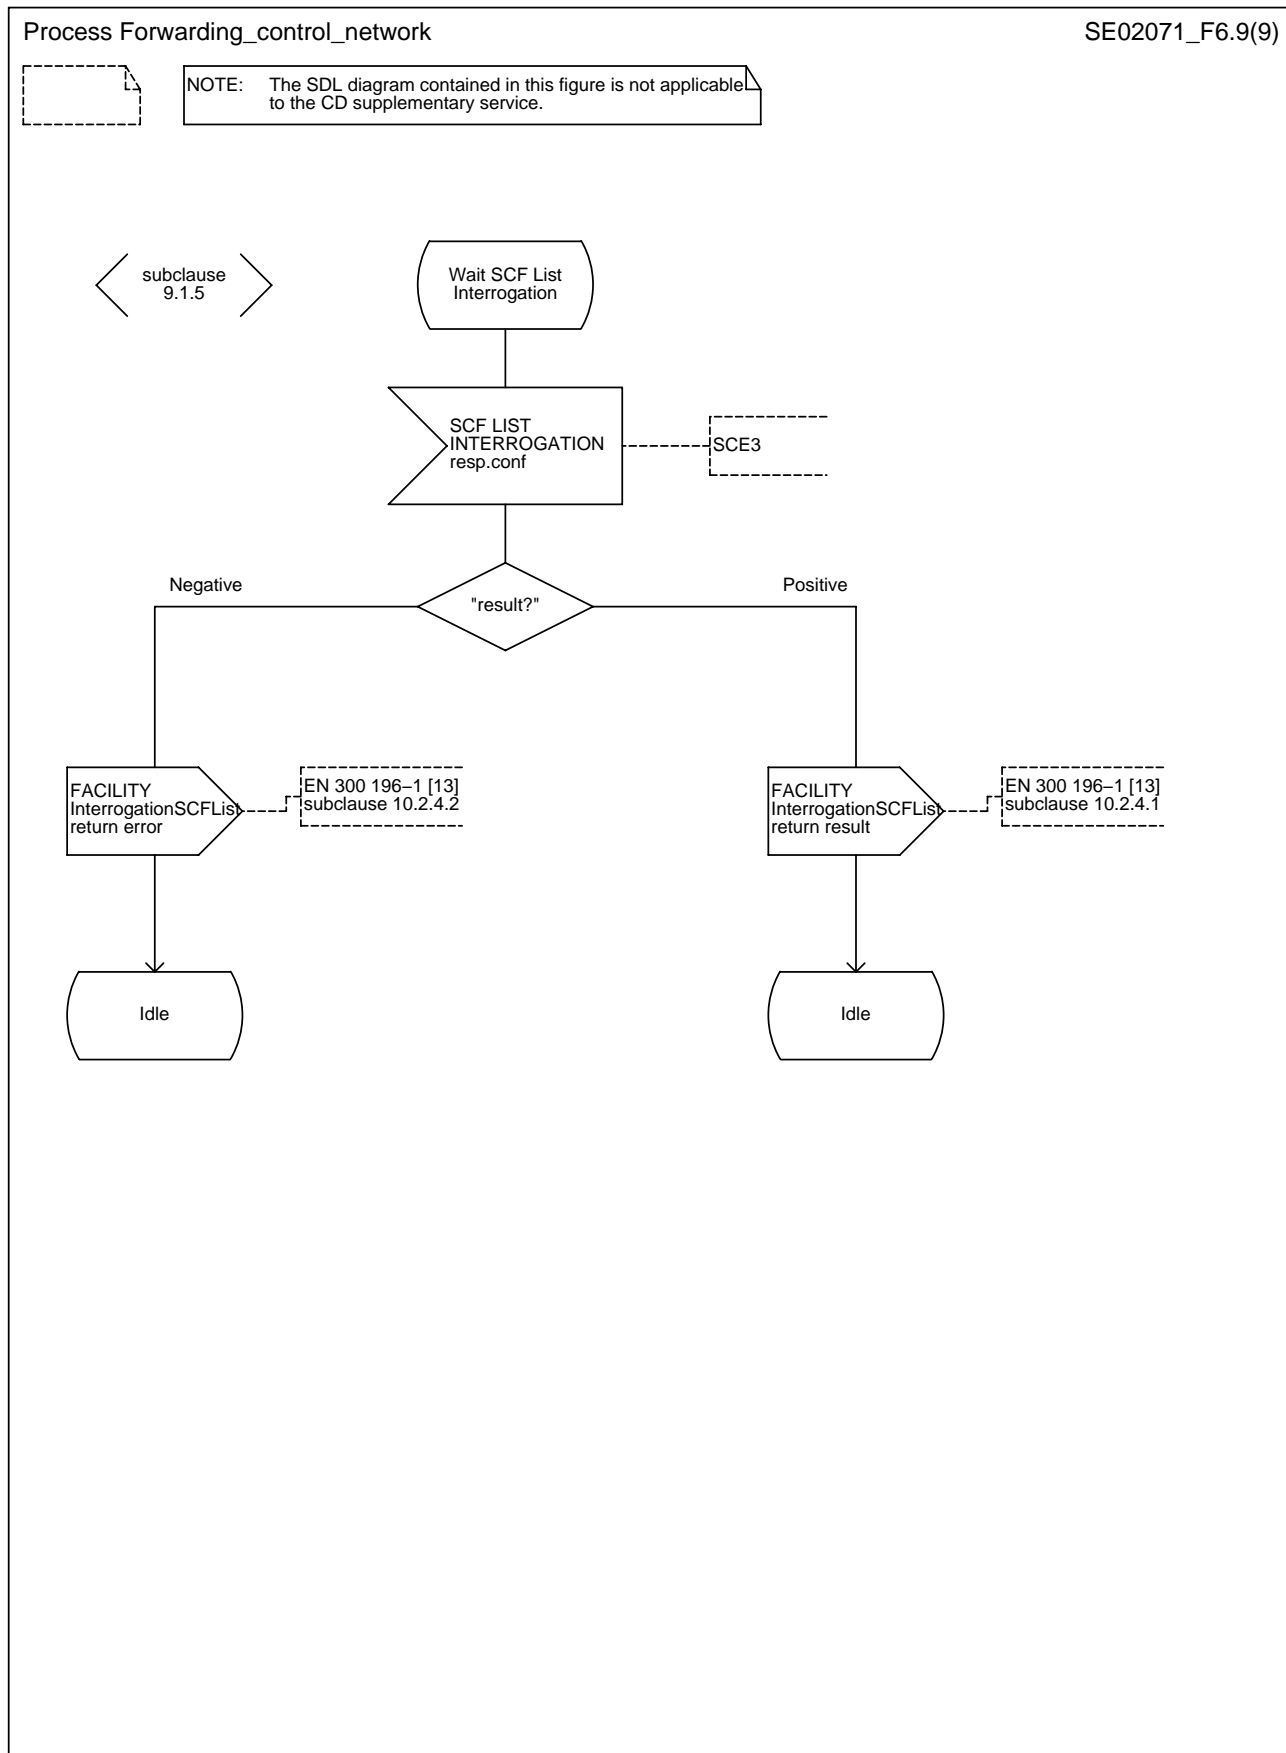 Process Forwarding_control_network
SE02071_F6.9(9)
NOTE: The SDL diagram contained in this figure is not applicable
to the CD supplementary service.
subclause
9.1.5
Wait SCF List
Interrogation
SCF LIST
INTERROGATION
resp.conf
SCE3
Negative
"result?"
Positive
FACILITY
InterrogationSCFList
return error
EN 300 196–1 [13]
subclause 10.2.4.2
FACILITY
InterrogationSCFList
return result
EN 300 196–1 [13]
subclause 10.2.4.1
Idle
Idle